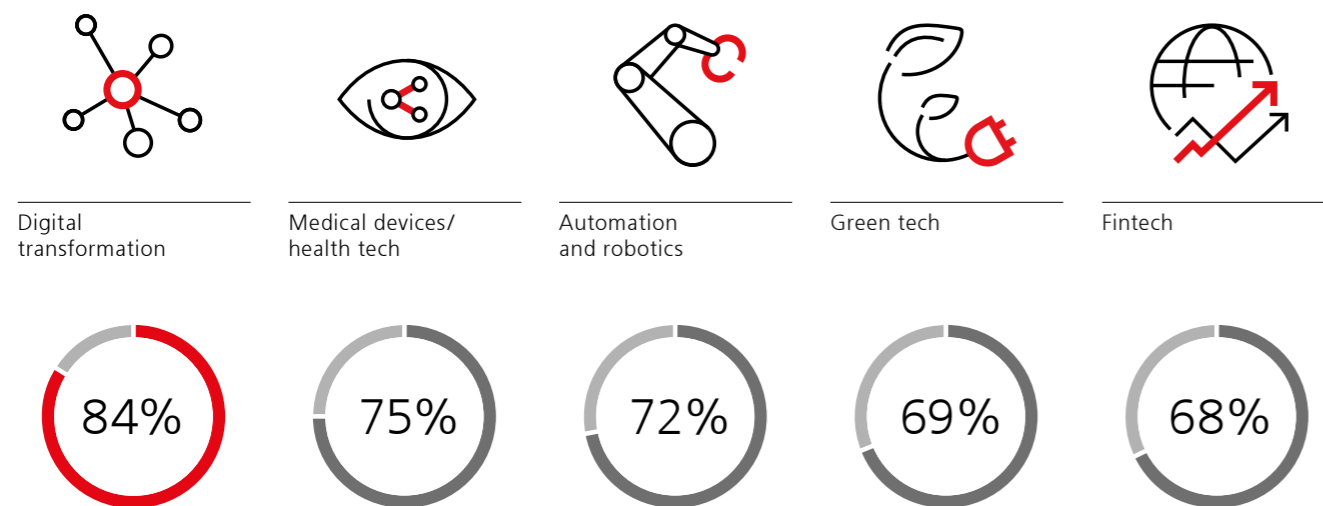 Digital
transformation
Medical devices/
health tech
Automation
and robotics
Green tech
Fintech
84%
75%
72%
69%
68%